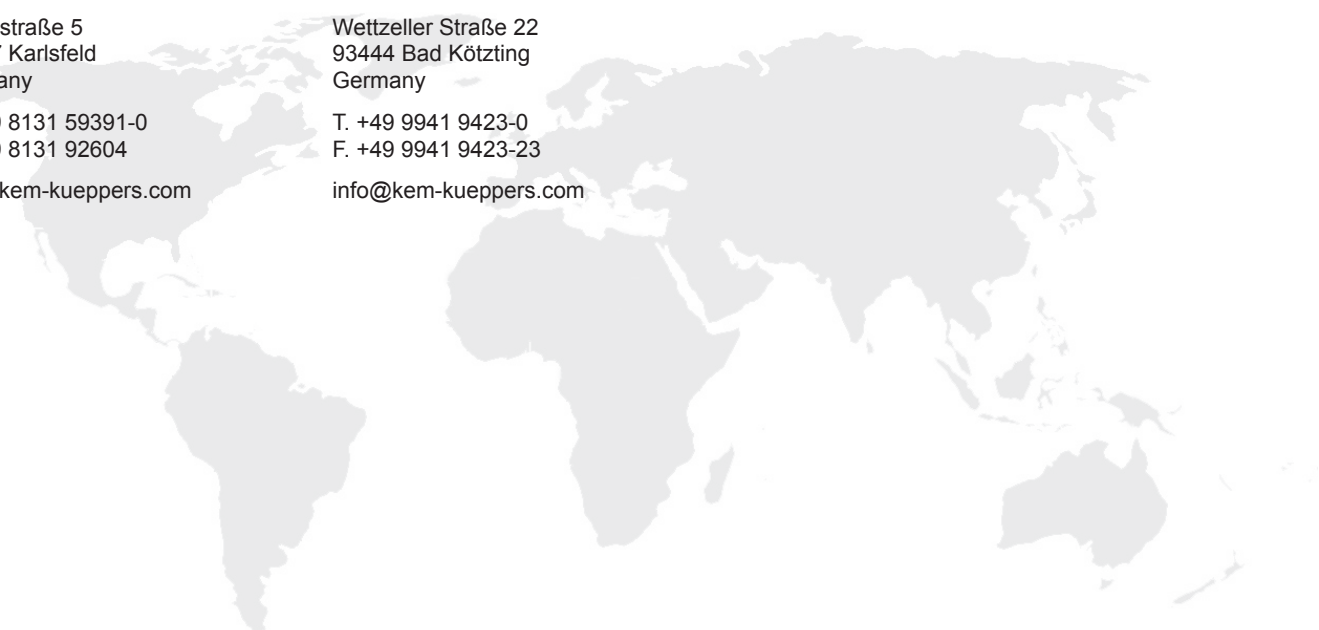 straße 5
Karlsfeld
8131 59391-0
8131 92604
kem-kueppers.com
Wettzeller Straße 22
93444 Bad Kötzting
Germany
T. +49 9941 9423-0
F. +49 9941 9423-23
info@kem-kueppers.com